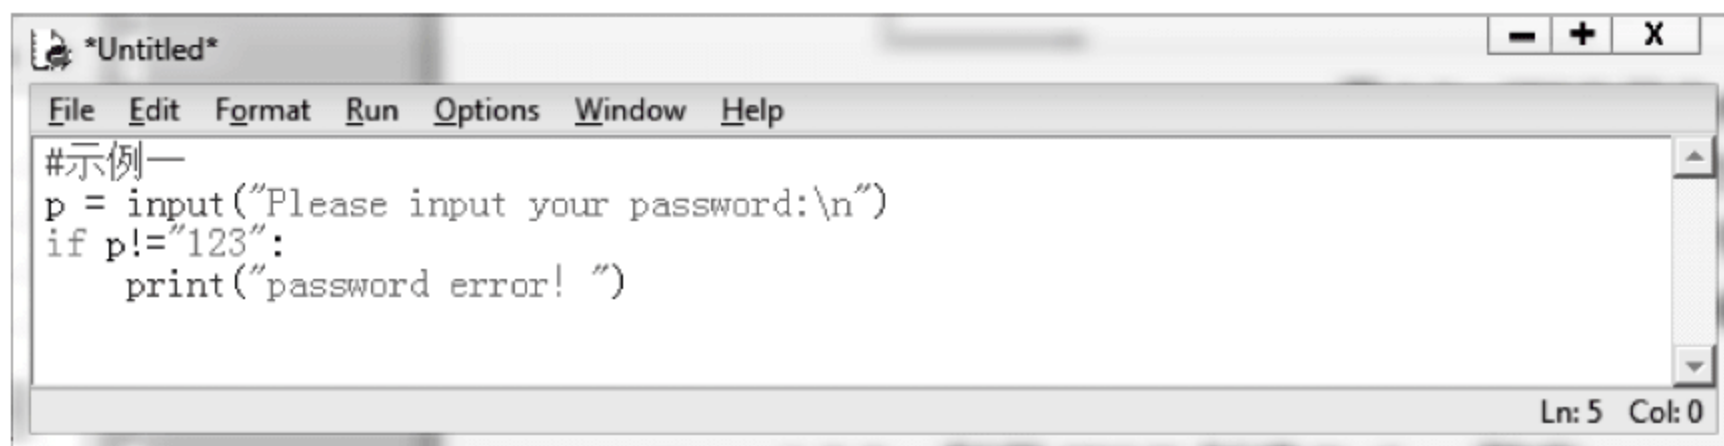 *Untitled*
File Edit Format Run Options Window Help
#示例一
p = input("Please input your password:\n")
if p!="123":
    print("password error! ")
Ln: 5 Col: 0